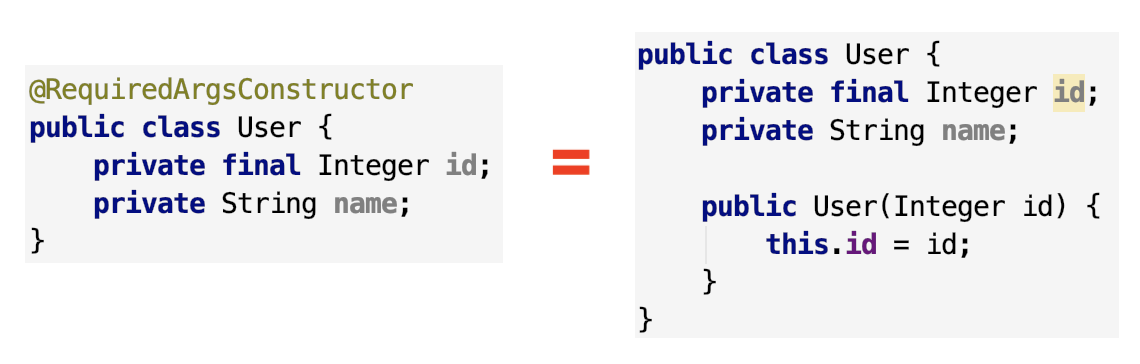 @RequiredArgsConstructor
public class User {
    private final Integer id;
    private String name;
}
=
public class User {
    private final Integer id;
    private String name;

    public User(Integer id) {
        this.id = id;
    }
}